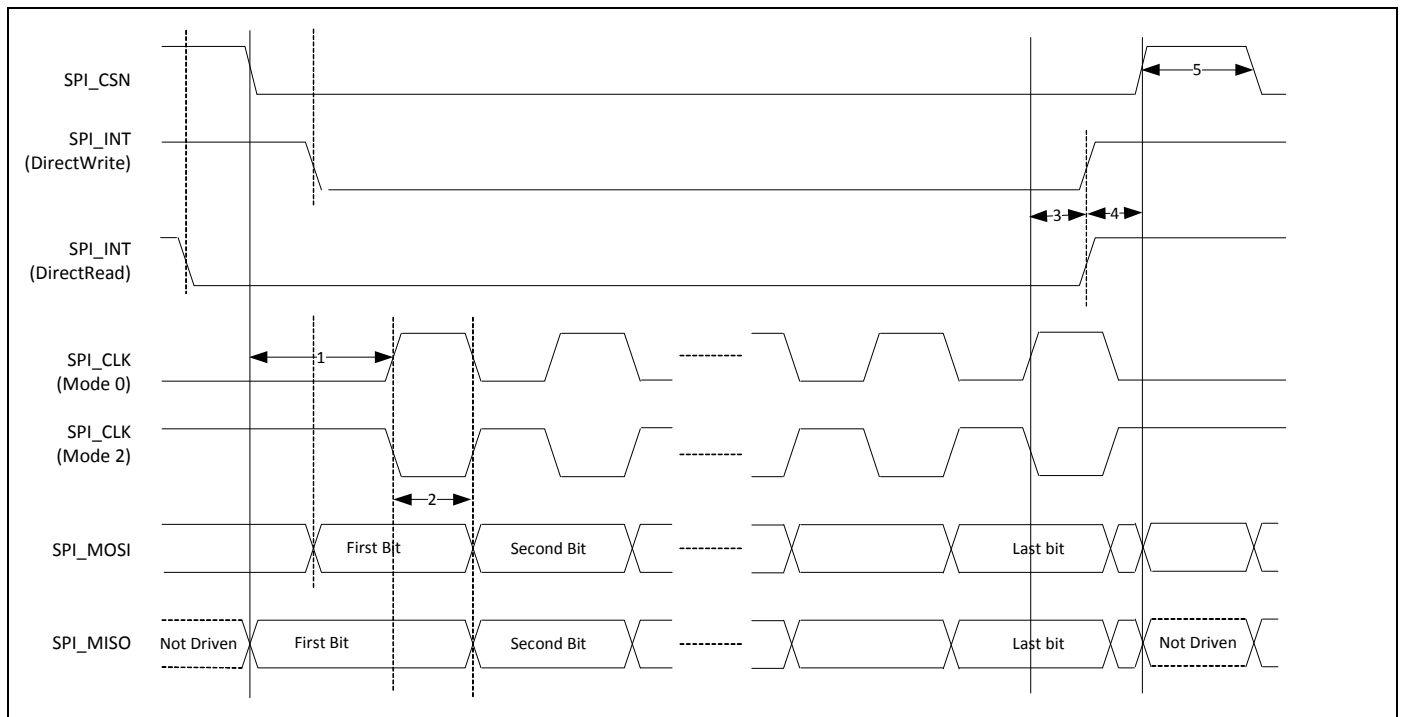 SPI_CSN
5
SPI_INT
(DirectWrite)
3
4
SPI_INT
(DirectRead)
1
SPI_CLK
(Mode 0)
SPI_CLK
(Mode 2)
2
SPI_MOSI
First Bit
Second Bit
Last bit
SPI_MISO
Not Driven
First Bit
Second Bit
Last bit
Not Driven